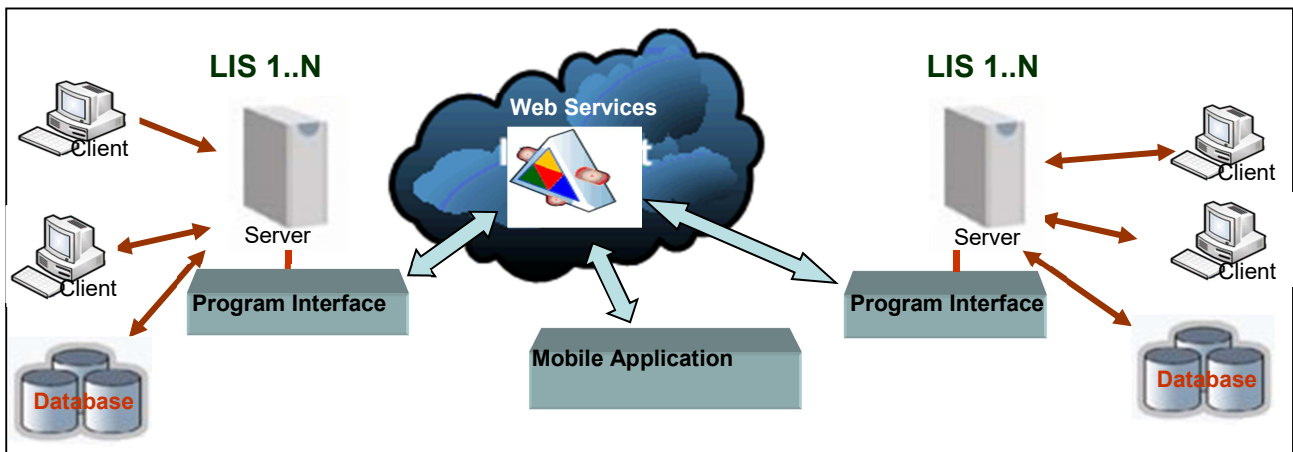 LIS 1..N
LIS 1..N
Web Services
Client
Client
Server
Server
Client
Client
Program Interface
Program Interface
Mobile Application
Database
Database